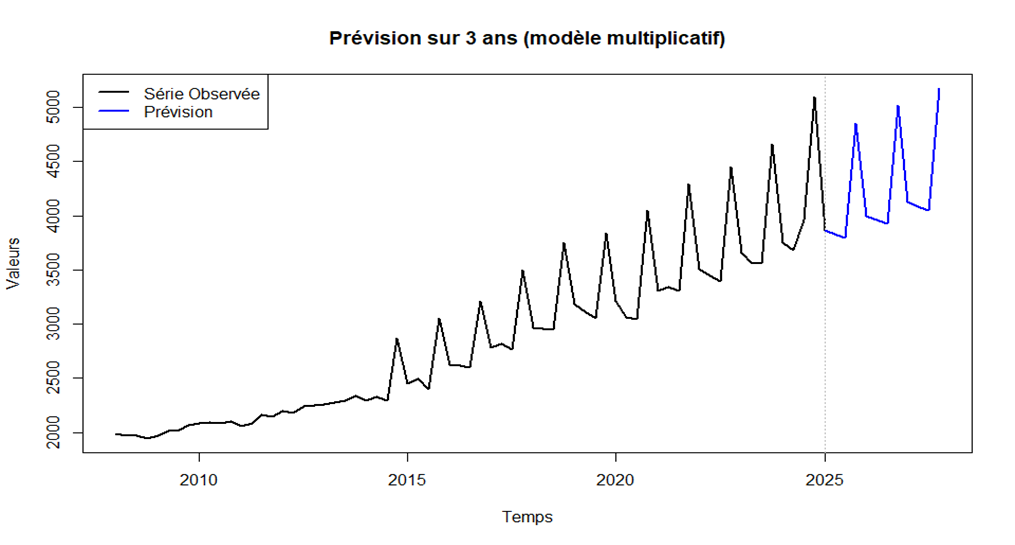 Prévision sur 3 ans (modèle multiplicatif)
Série Observée
Prévision
Valeurs
5000
4500
4000
3500
3000
2500
2000
2010
2015
2020
2025
Temps